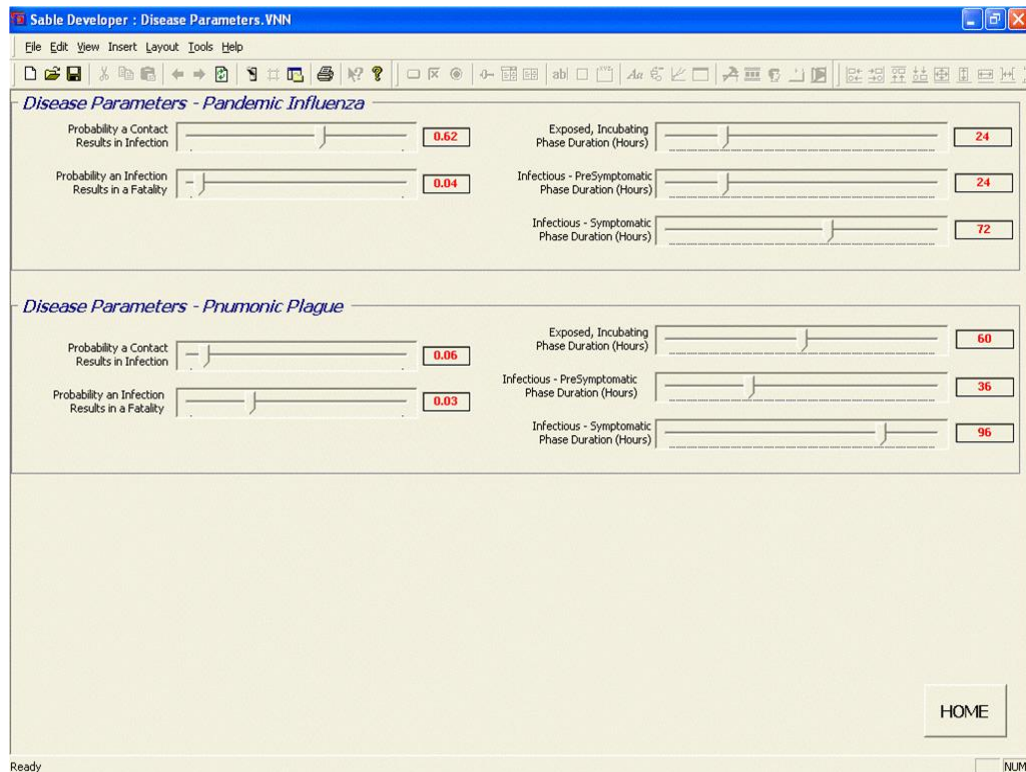 Sable Developer : Disease Parameters.VNN
File Edit View Insert Layout Tools Help
Disease Parameters - Pandemic Influenza
Probability a Contact
Results in Infection
0.62
Exposed, Incubating
Phase Duration (Hours)
24
Probability an Infection
Results in a Fatality
0.04
Infectious - PreSymptomatic
Phase Duration (Hours)
24
Infectious - Symptomatic
Phase Duration (Hours)
72
Disease Parameters - Pnumonic Plague
Probability a Contact
Results in Infection
0.06
Exposed, Incubating
Phase Duration (Hours)
60
Probability an Infection
Results in a Fatality
0.03
Infectious - PreSymptomatic
Phase Duration (Hours)
36
Infectious - Symptomatic
Phase Duration (Hours)
96
HOME
Ready
NUM